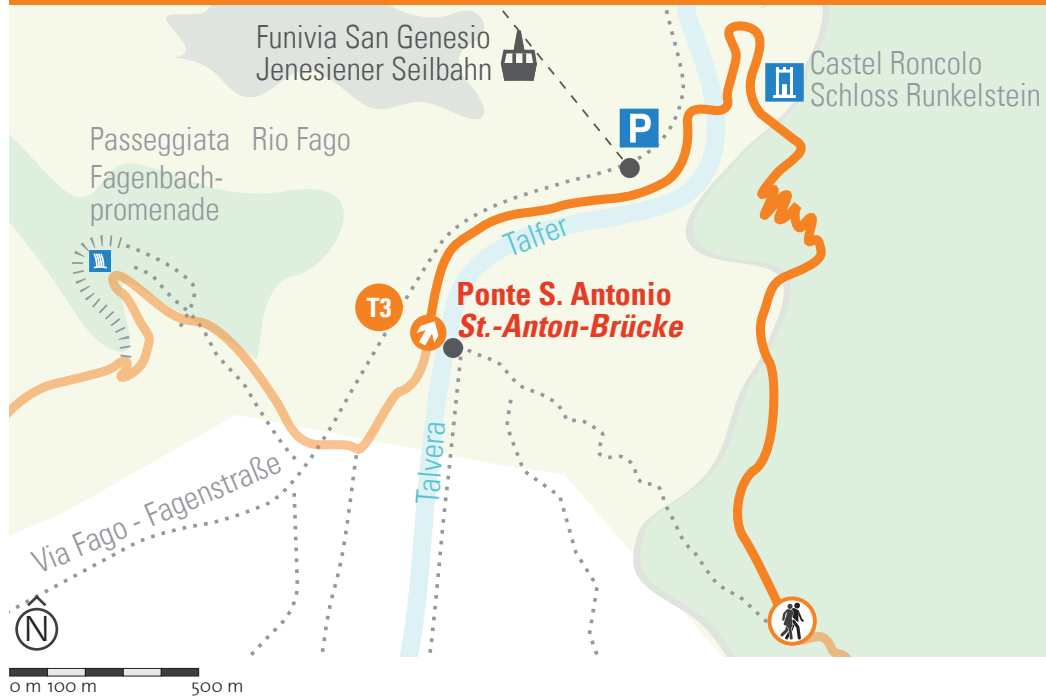 Funivia San Genesio
Jenesiener Seilbahn
Castel Roncolo
Schloss Runkelstein
P
Passeggiata Rio Fago
Fagenbach-
promenade
Talfer
T3
Ponte S. Antonio
St.-Anton-Brücke
Talvera
Via Fago - Fagenstraße
N
0 m 100 m 500 m